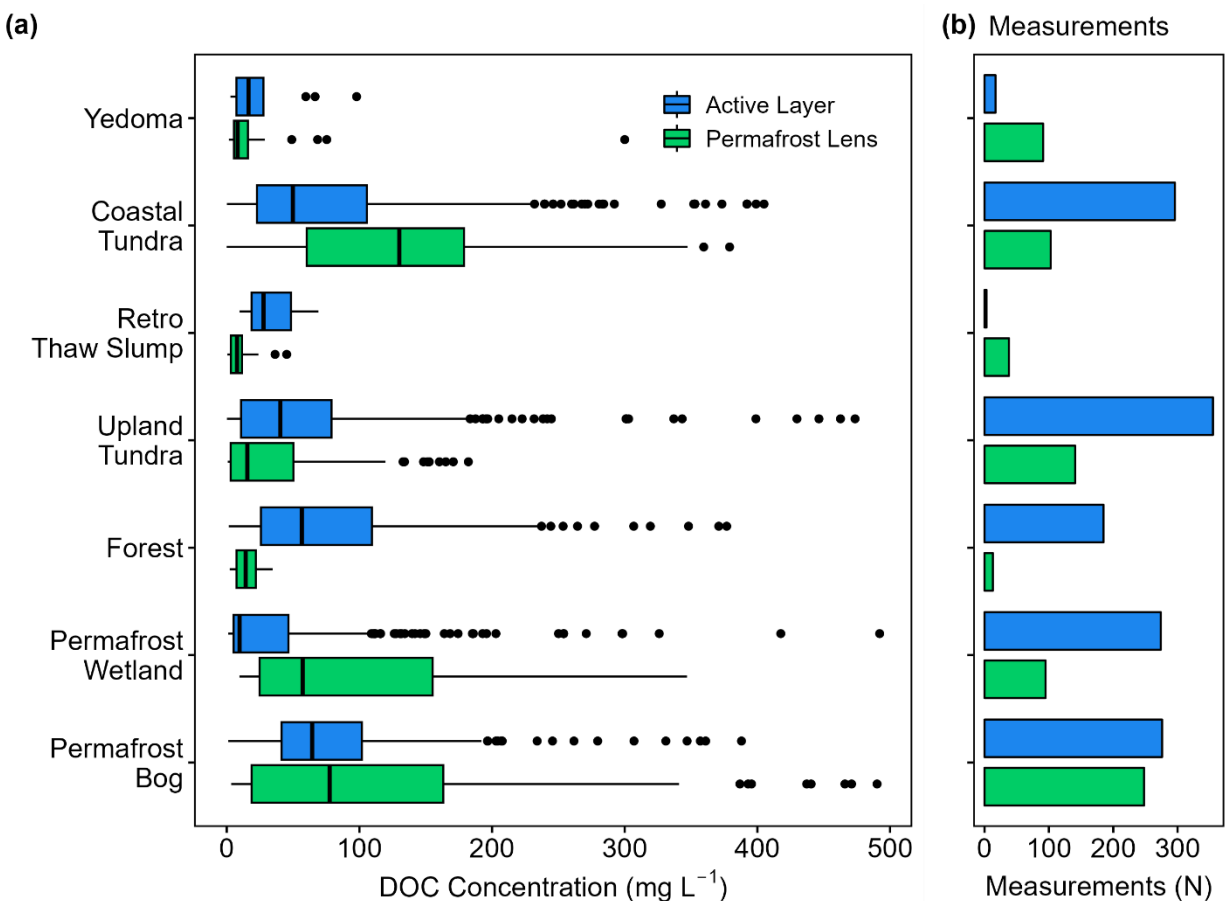 (a)
(b) Measurements
Active Layer
Permafrost Lens
Yedoma
Coastal
Tundra
Retro
Thaw Slump
Upland
Tundra
Forest
Permafrost
Wetland
Permafrost
Bog
0 100 200 300 400 500
DOC Concentration (mg L⁻¹)
0 100 200 300
Measurements (N)